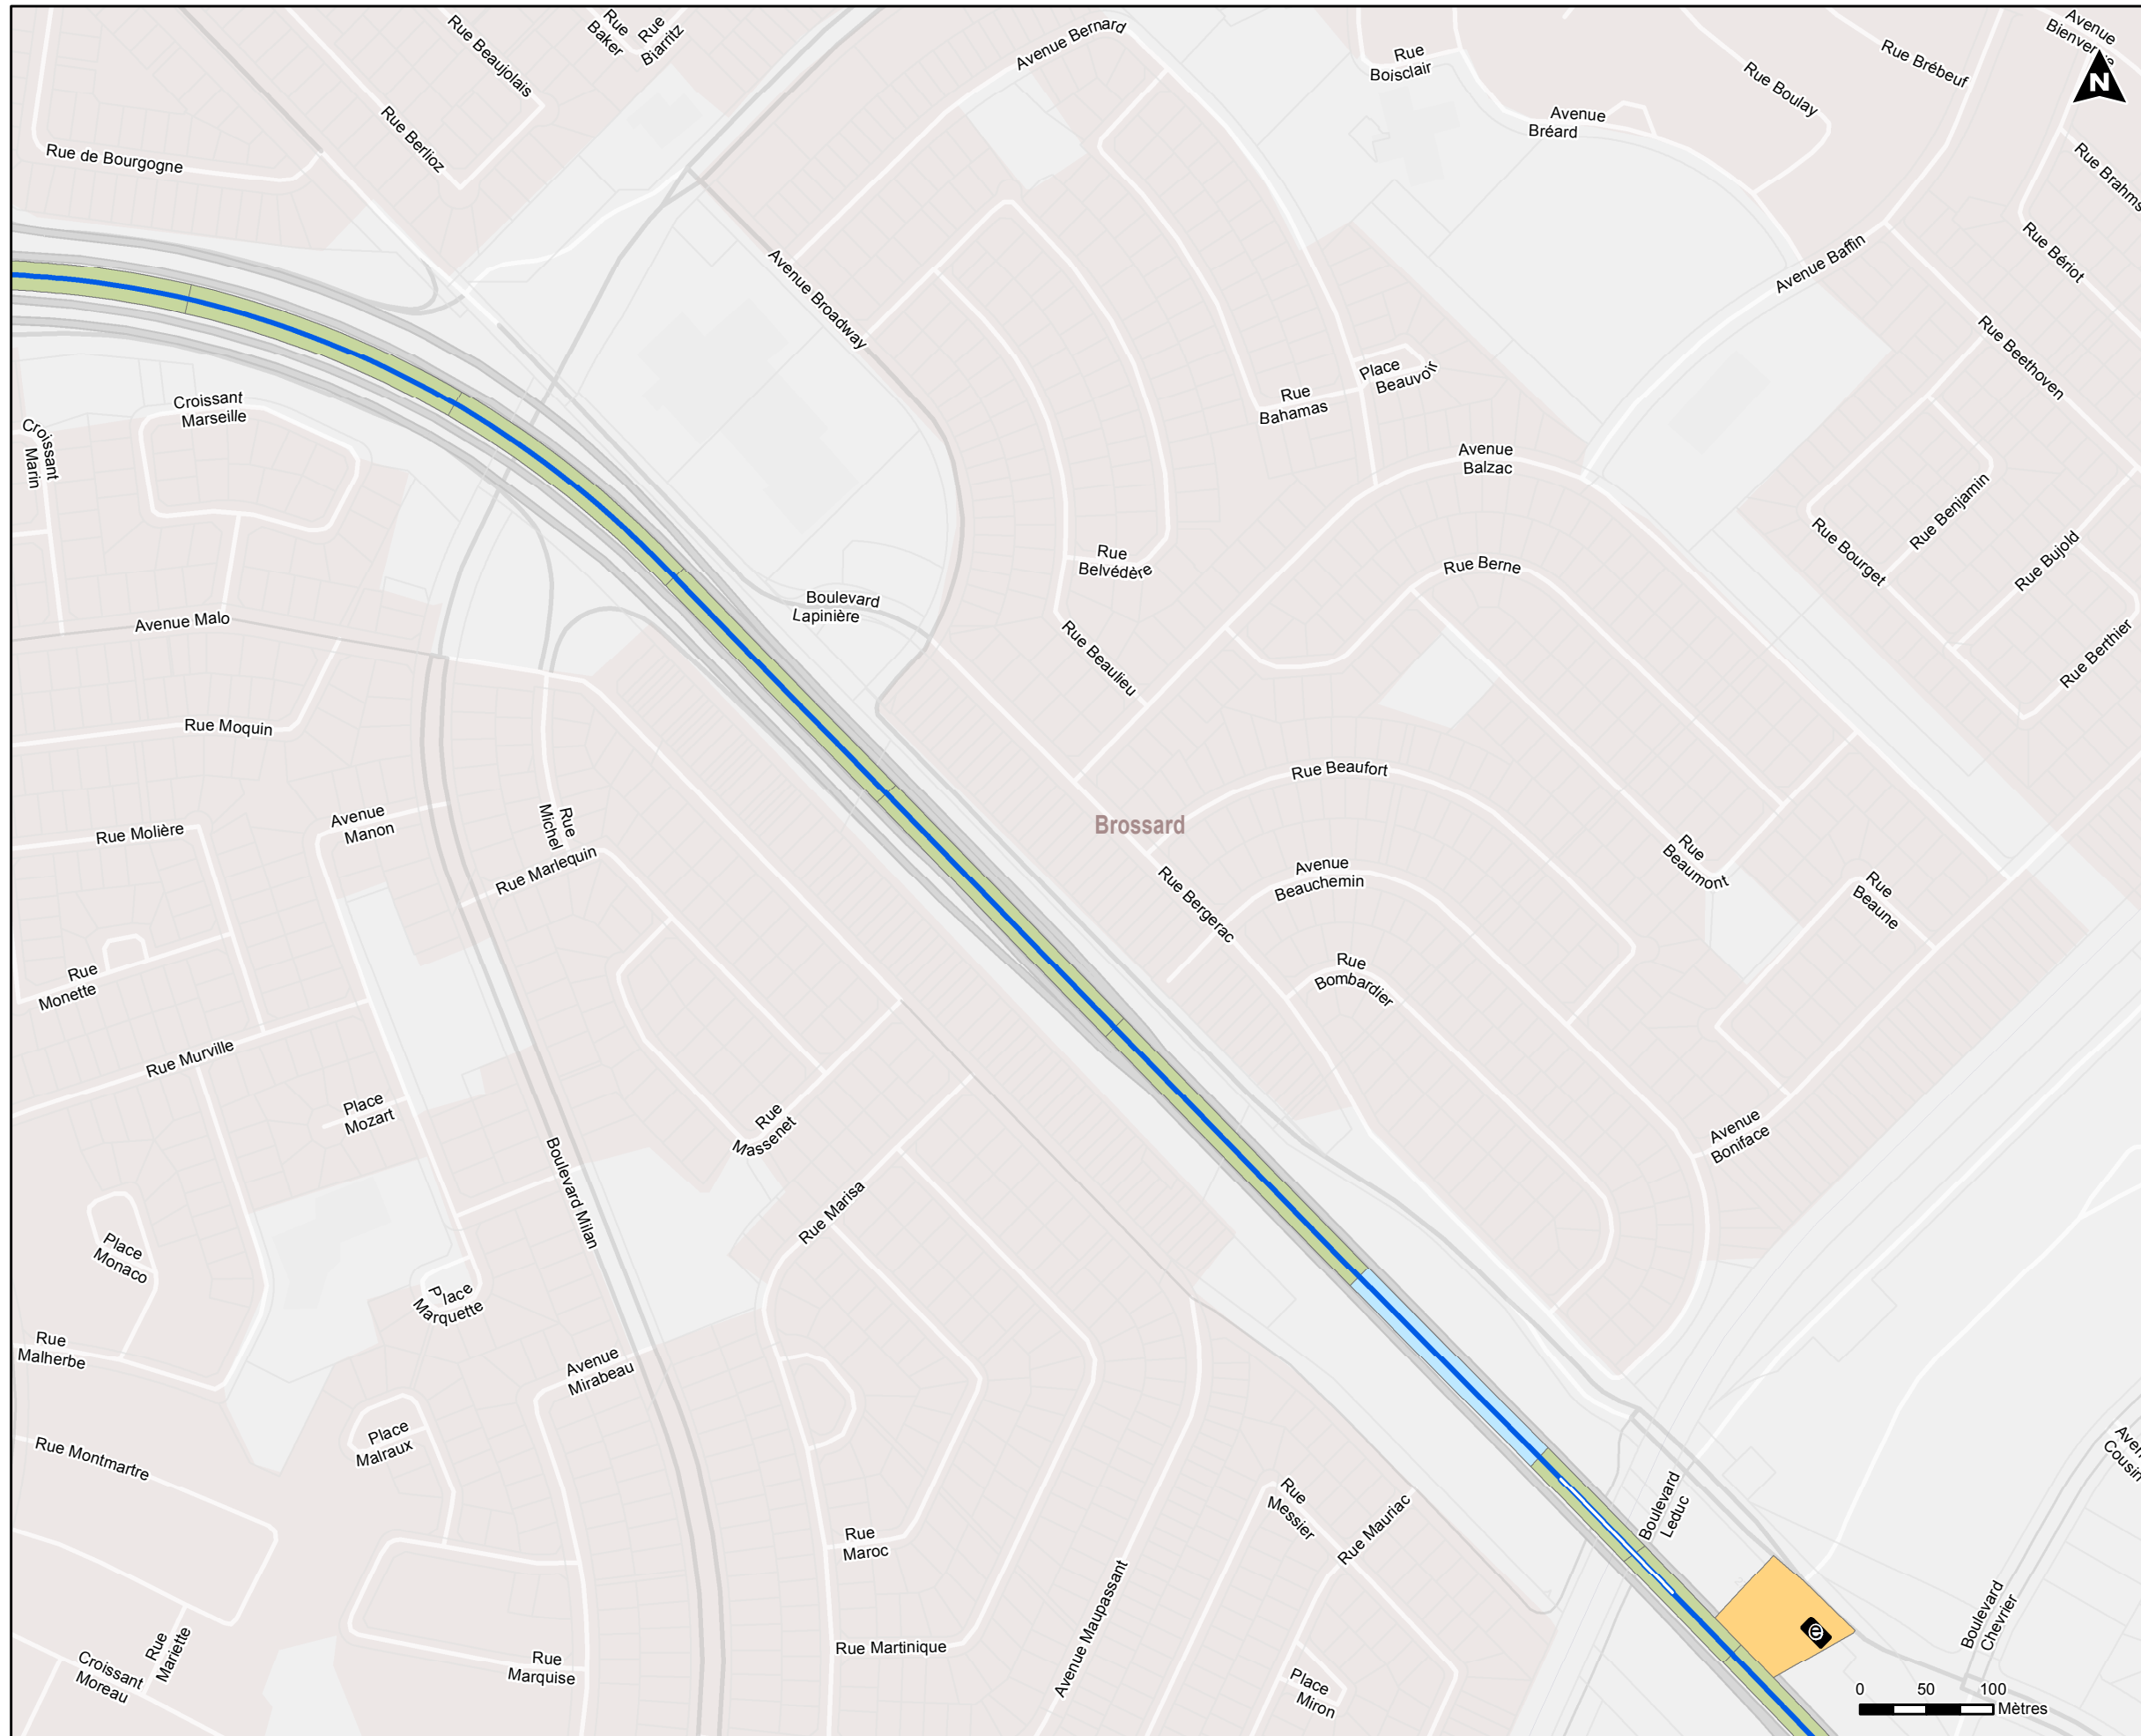 Rue
Baker
Rue
Biarritz
Rue Beaujolais
Avenue Bernard
Rue
Boisclair
Rue Boulay
Rue Brébeuf
Avenue
N
Rue Berlioz
Avenue
Bréard
Rue de Bourgogne
Rue Brahms
Avenue Broadway
Avenue Baffin
Rue Bériot
Rue Beethoven
Croissant
Marseille
Croissant
Marin
Place
Beauvoir
Rue
Bahamas
Avenue
Balzac
Rue Benjamin
Rue Bourget
Rue Bujold
Rue
Belvédère
Rue Berne
Boulevard
Lapinière
Avenue Malo
Rue Beaulieu
Rue Berthier
Rue Moquin
Rue Beaufort
Avenue
Manon
Rue
Michel
Rue Molière
Brossard
Rue
Beaumont
Rue Marlequin
Avenue
Beauchemin
Rue Bergerac
Rue
Beaune
Rue
Monette
Rue
Bombardier
Rue Murville
Place
Mozart
Rue
Massenet
Avenue
Boniface
Boulevard Milan
Rue Marisa
Place
Monaco
Place
Marquette
Rue
Malherbe
Avenue
Mirabeau
Place
Malraux
Rue Montmartre
Rue
Messier
Rue Mauriac
Boulevard
Leduc
Rue
Maroc
Avenue Maupassant
Boulevard
Chevrier
Rue
Mariette
Croissant
Moreau
Rue Martinique
Rue
Marquise
Place
Miron
0 50 100
Mètres